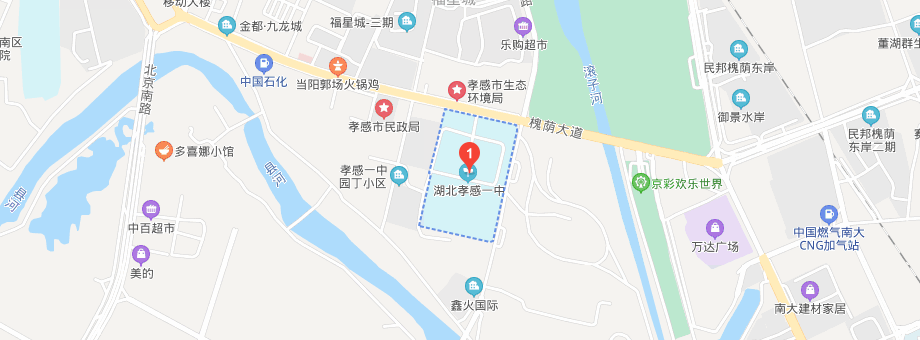 移动大楼
福星城
金都·九龙城
福星城-三期
乐购超市
南区
院
中国石化
当阳郭场火锅鸡
孝感市生态
环境局
滚子河
民邦槐荫东岸
董湖群生
北京南路
孝感市民政局
槐荫大道
御景水岸
民邦槐荫
东岸二期
多喜娜小馆
县河
孝感一中
园丁小区
1
湖北孝感一中
京彩欢乐世界
县河
中百超市
万达广场
中国燃气南大
CNG加气站
美的
鑫火国际
南大建材家居